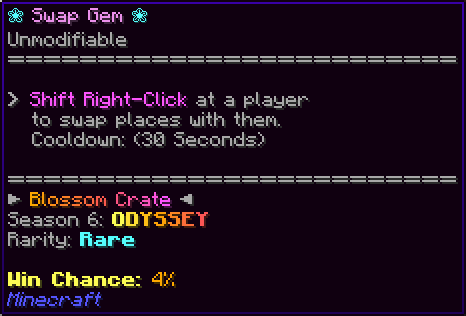 ❀ Swap Gem ❀
Unmodifiable
================================
> Shift Right-Click at a player
to swap places with them.
Cooldown: (30 Seconds)
================================
► Blossom Crate ◄
Season 6: ODYSSEY
Rarity: Rare
Win Chance: 4%
Minecraft